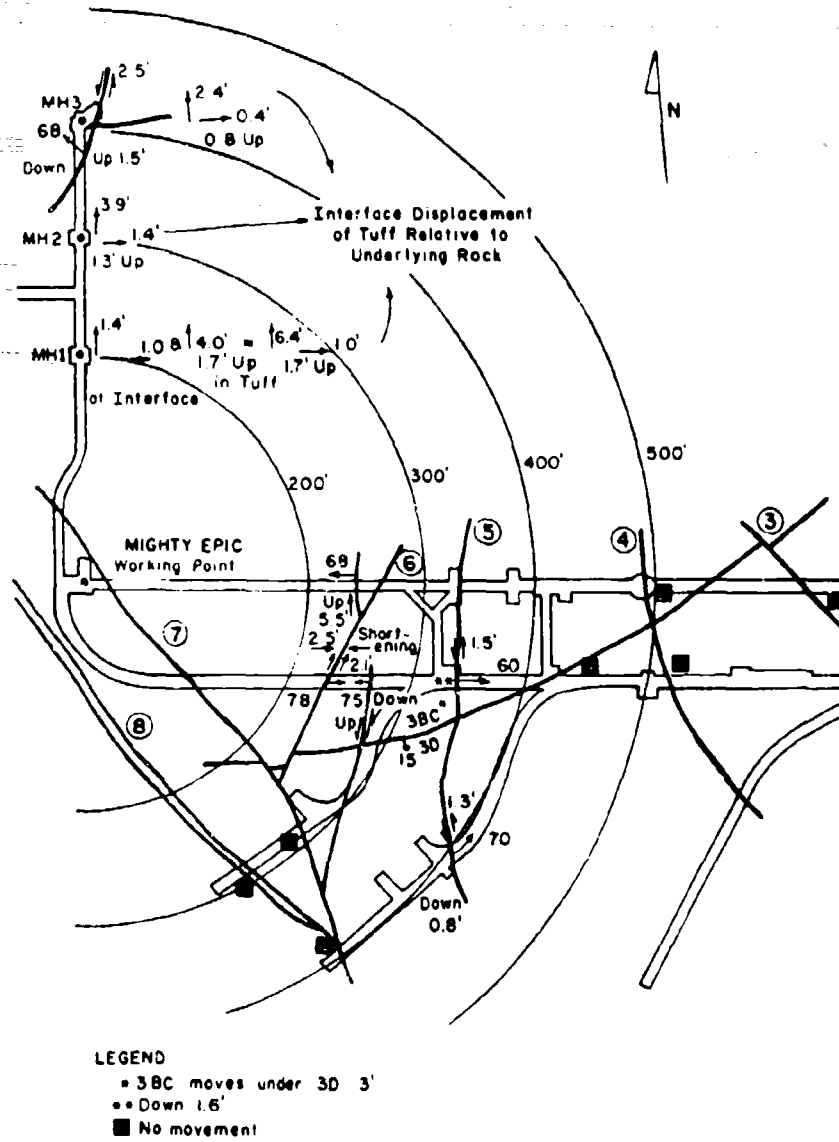 2.5'
MH3
2.4'
0.4'
0 8 Up
N
68
Down
Up 1.5'
3.9'
MH2
1.4'
1.3' Up
Interface Displacement
of Tuff Relative to
Underlying Rock
1.4'
1.0 & 4.0' = 6.4' 1.0'
MH1
1.7' Up 1.7' Up
in Tuff
at Interface
200'
300'
400'
500'
MIGHTY EPIC
Working Point
68
6
5
4
3
Up
5.5'
2.5'
Short-
ening
1.5'
7
2.1
60
78
75
Down
Up
3BC*
8
15 30
1.3'
70
Down
0.8'
LEGEND
* 3BC moves under 3D 3'
** Down 1.6'
■ No movement